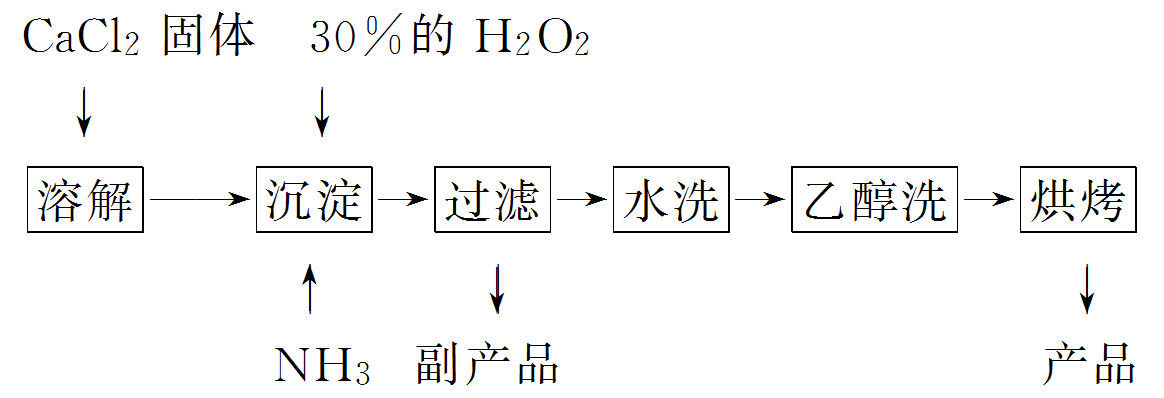 CaCl₂ 固体 30%的 H₂O₂
溶解 沉淀 过滤 水洗 乙醇洗 烘烤
NH₃ 副产品 产品